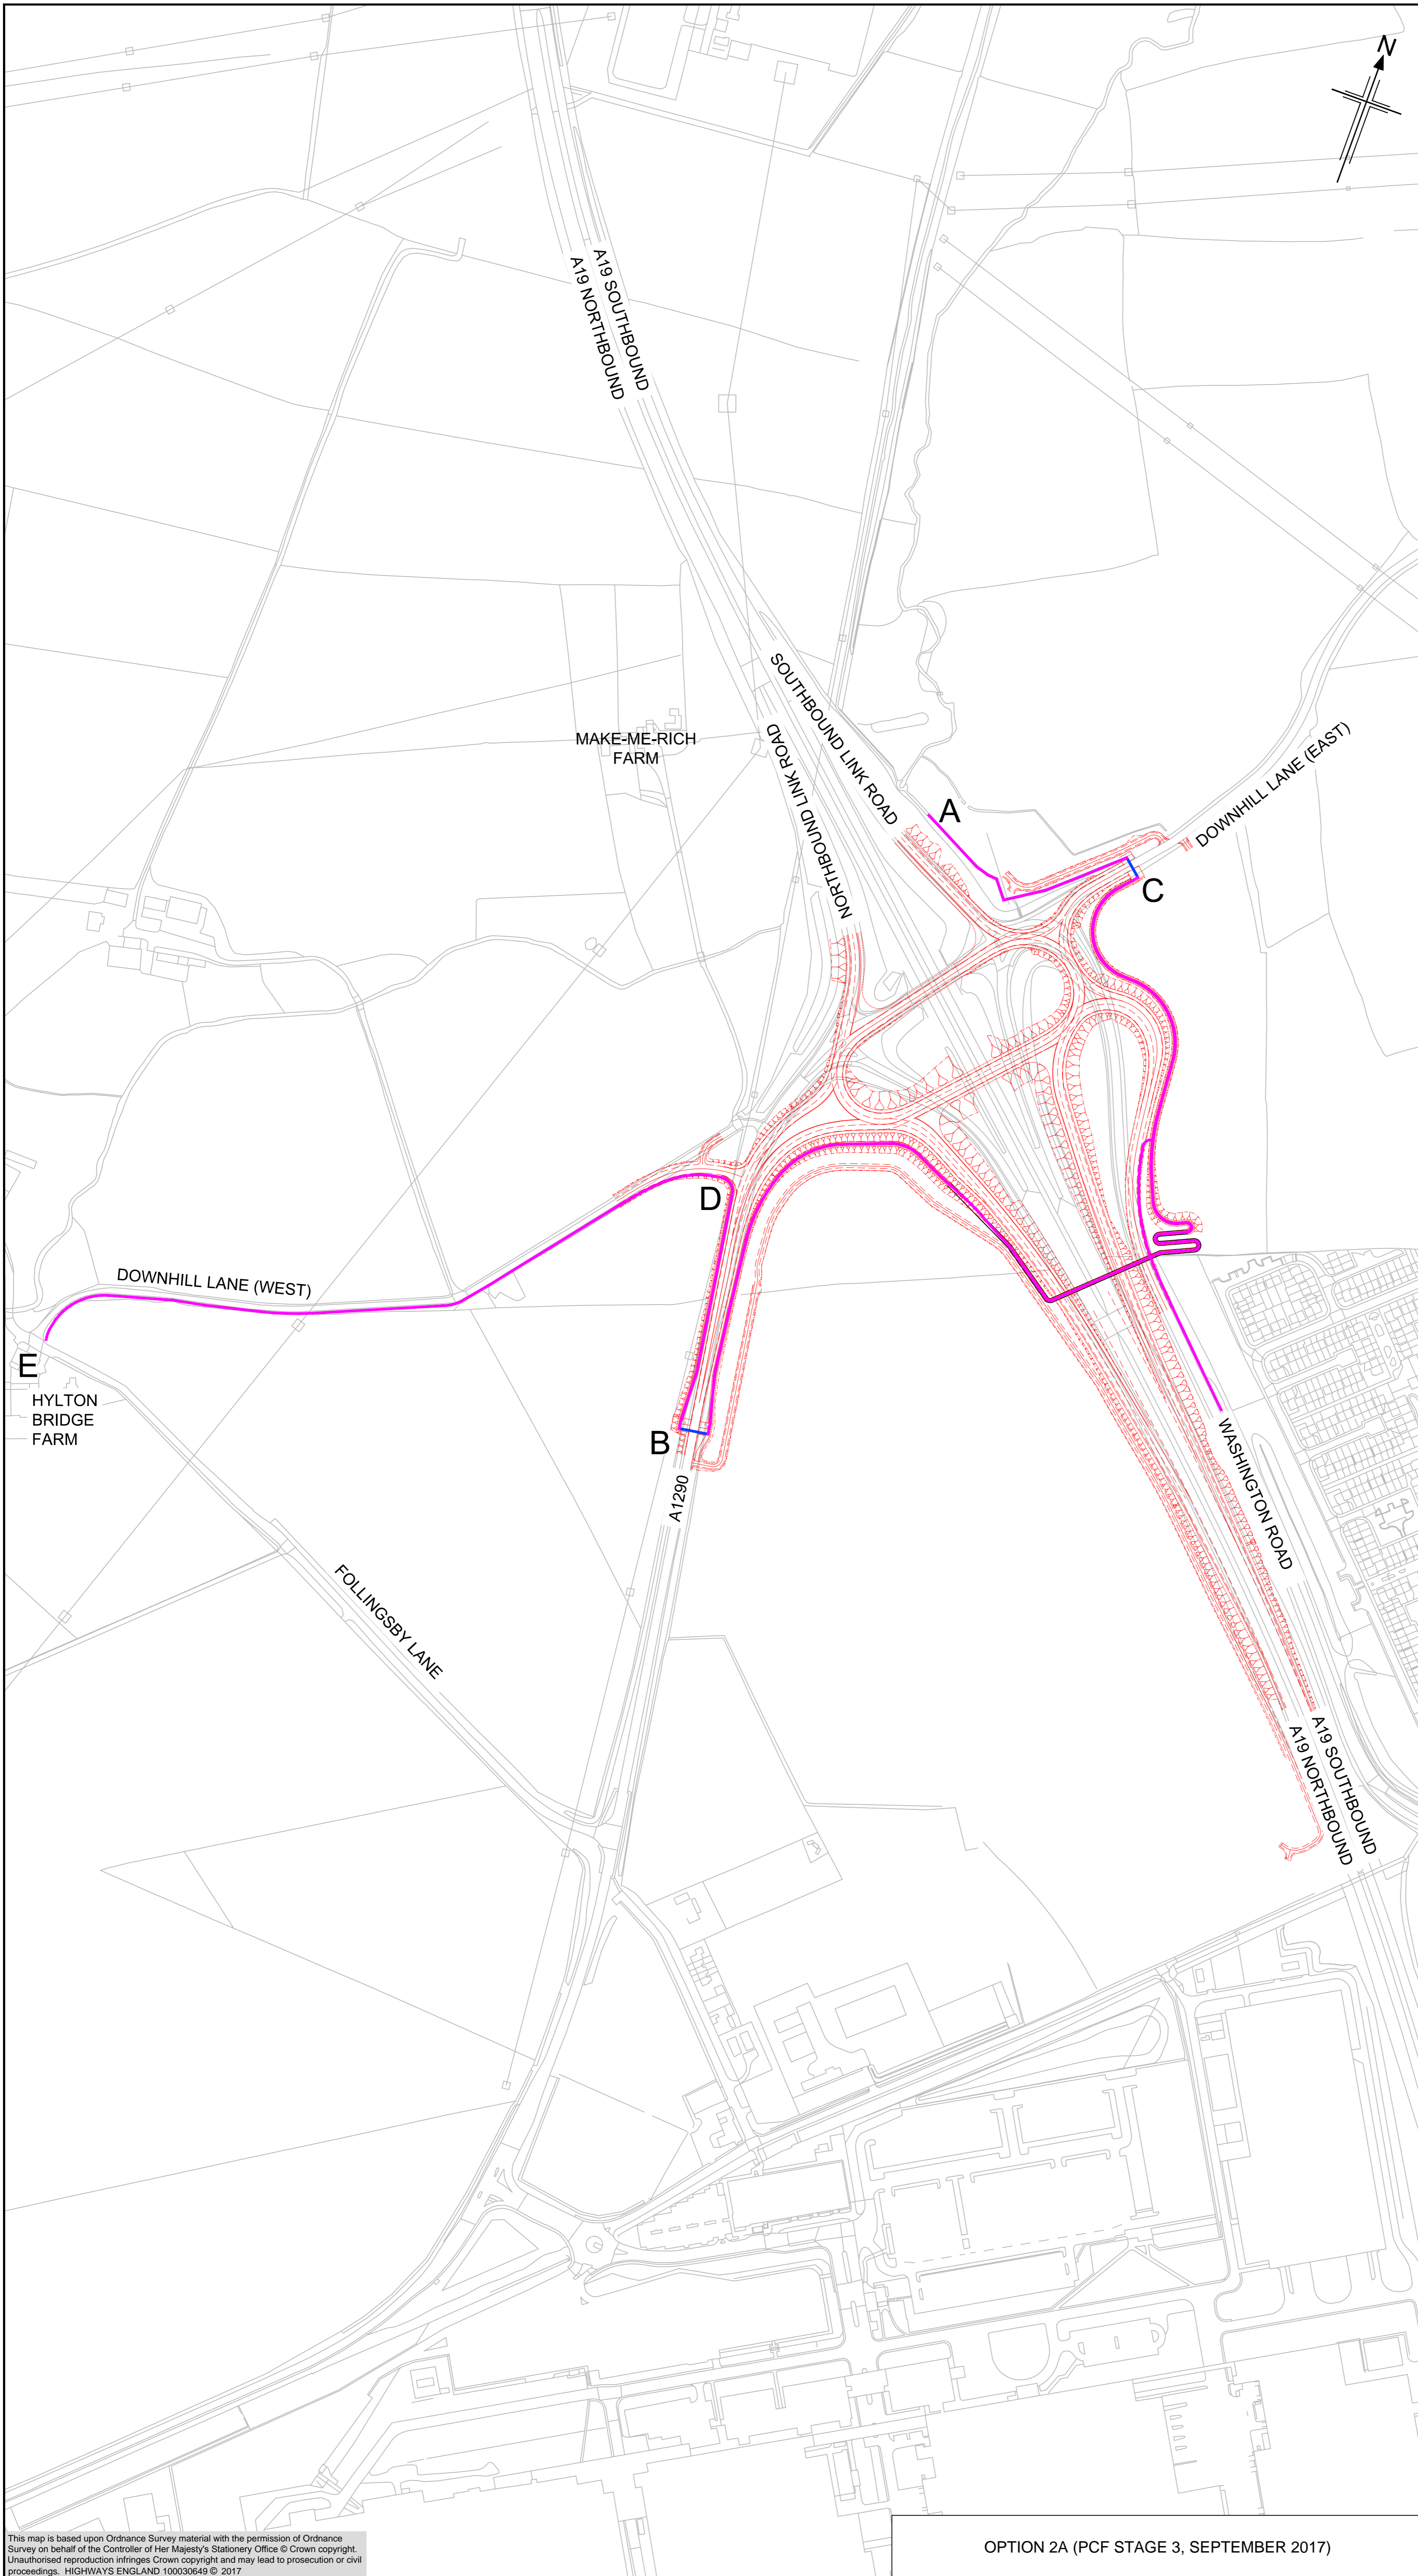 N
A19 SOUTHBOUND
A19 NORTHBOUND
SOUTHBOUND LINK ROAD
NORTHBOUND LINK ROAD
MAKE-ME-RICH
FARM
DOWNHILL LANE (EAST)
A
C
D
DOWNHILL LANE (WEST)
E
HYLTON
BRIDGE
FARM
B
A1290
WASHINGTON ROAD
FOLLINGSBY LANE
A19 SOUTHBOUND
A19 NORTHBOUND
This map is based upon Ordnance Survey material with the permission of Ordnance
Survey on behalf of the Controller of Her Majesty's Stationery Office © Crown copyright.
Unauthorised reproduction infringes Crown copyright and may lead to prosecution or civil
proceedings. HIGHWAYS ENGLAND 100030649 © 2017
OPTION 2A (PCF STAGE 3, SEPTEMBER 2017)